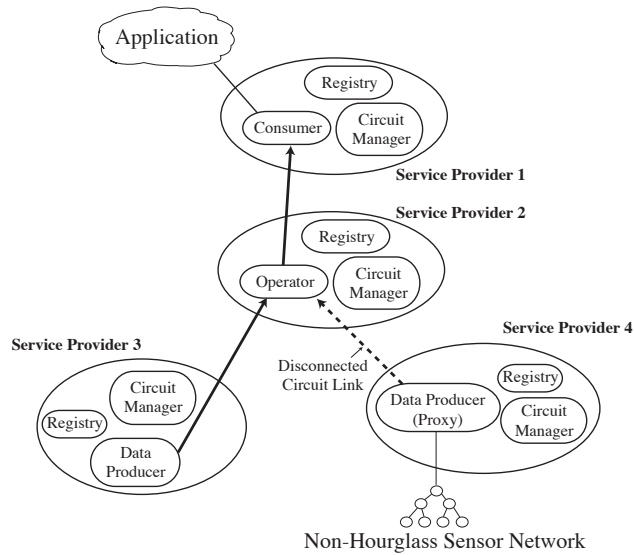 Application
Registry
Consumer
Circuit
Manager
Service Provider 1
Service Provider 2
Registry
Operator
Circuit
Manager
Service Provider 3
Service Provider 4
Disconnected
Circuit Link
Circuit
Manager
Registry
Data
Producer
Registry
Data Producer
(Proxy)
Circuit
Manager
Non-Hourglass Sensor Network